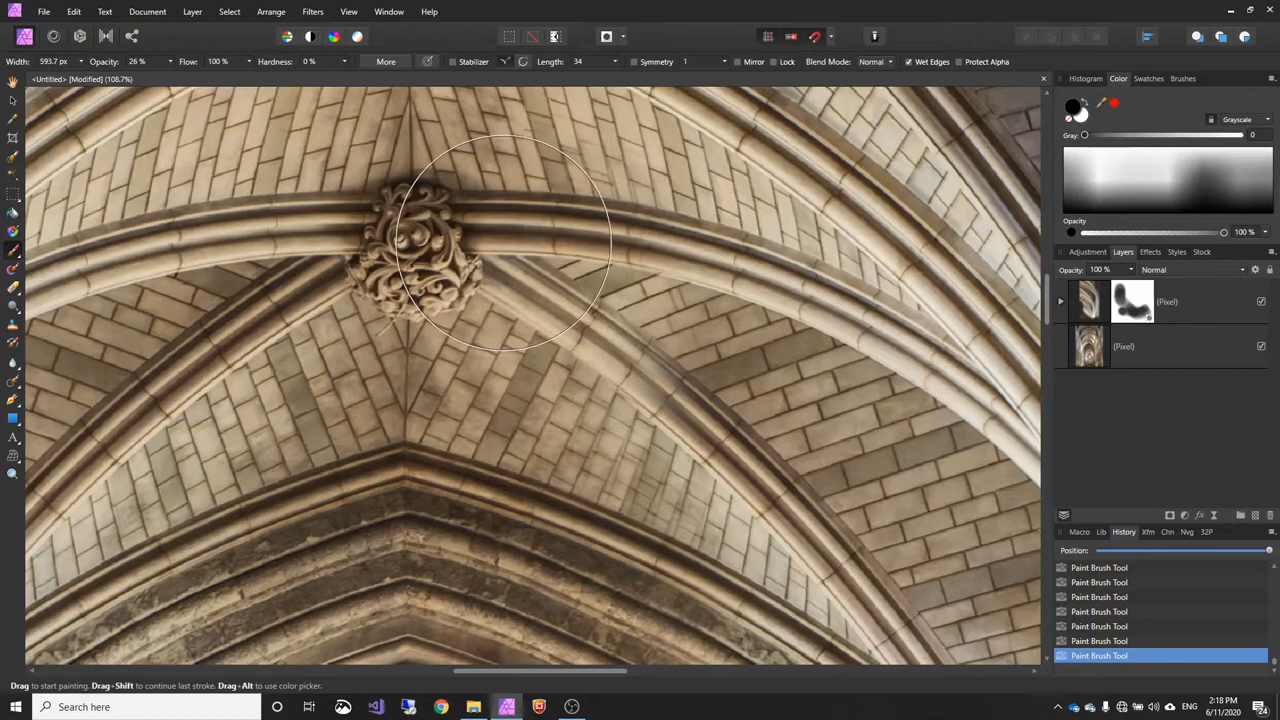 File Edit Text Document Layer Select Arrange Filters View Window Help
Width: 593.7 px Opacity: 26 % Flow: 100 % Hardness: 0 % More Stabilizer Length: 34 Symmetry 1 Mirror Lock Blend Mode: Normal Wet Edges Protect Alpha
<Untitled> [Modified] (108.7%)
Histogram Color Swatches Brushes
Grayscale
Gray: 0
Opacity
100 %
Adjustment Layers Effects Styles Stock
Opacity: 100 % Normal
(Pixel)
(Pixel)
Macro Lib History Xfm Chn Nvg 32P
Position:
Paint Brush Tool
Paint Brush Tool
Paint Brush Tool
Paint Brush Tool
Paint Brush Tool
Paint Brush Tool
Paint Brush Tool
Drag to start painting. Drag+Shift to continue last stroke. Drag+Alt to use color picker.
Search here
ENG
2:18 PM
6/11/2020
24